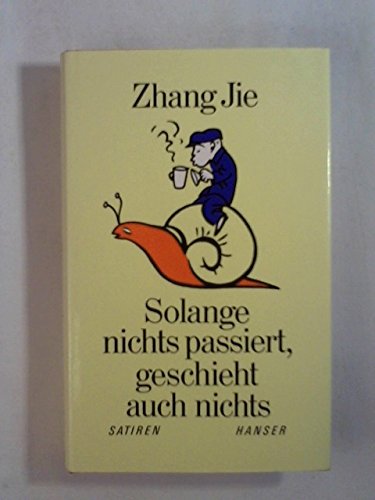 Zhang Jie
Solange
nichts passiert,
geschieht
auch nichts
SATIREN HANSER